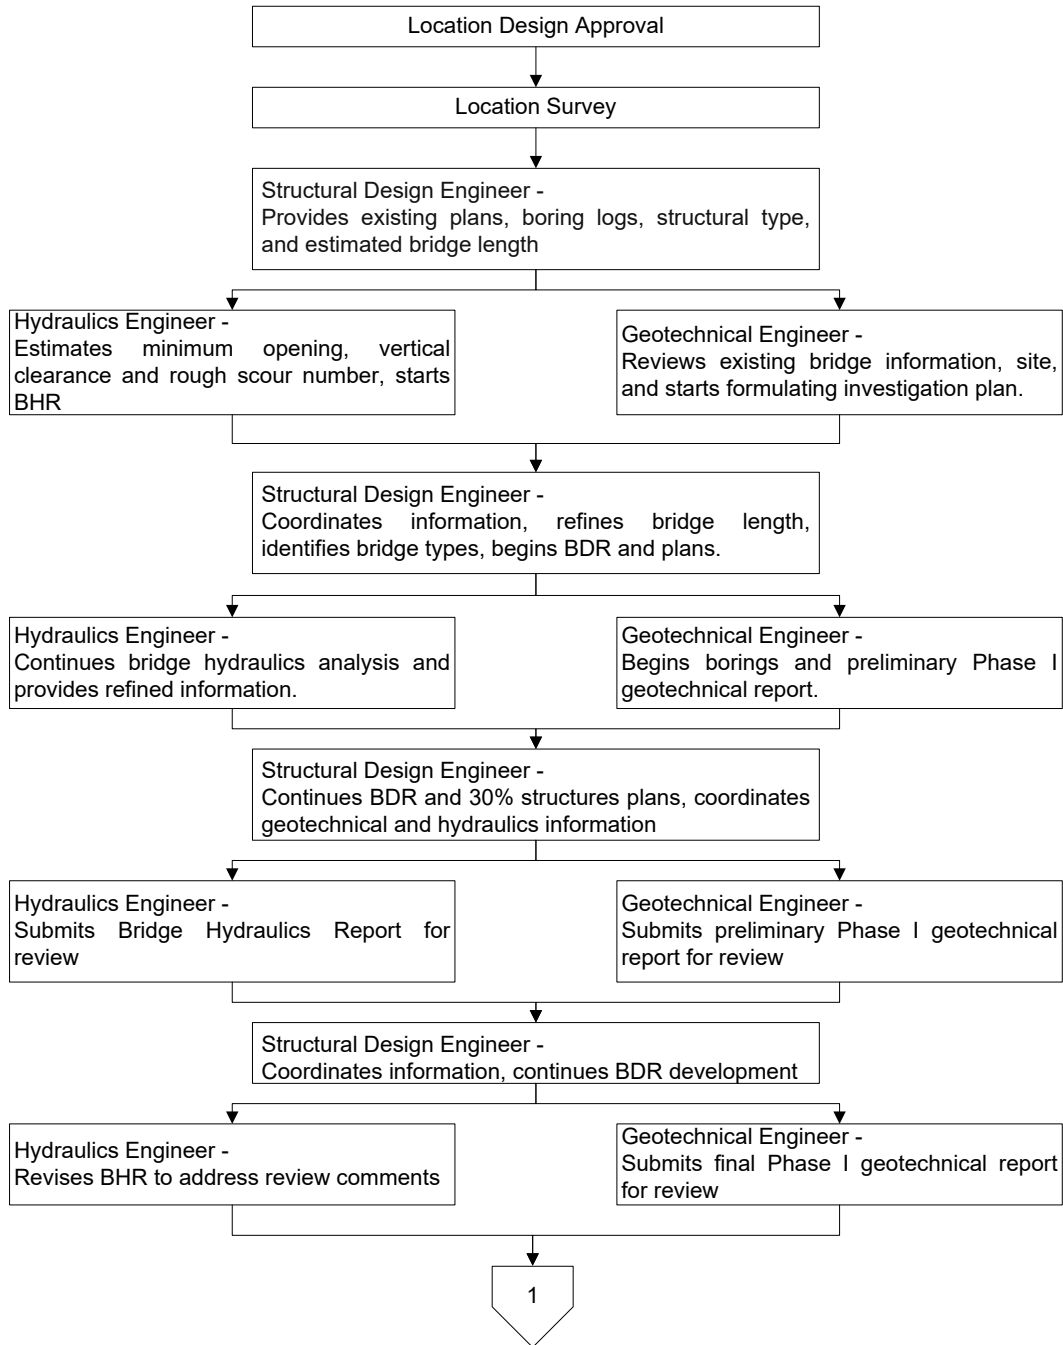 Location Design Approval
Location Survey
Structural Design Engineer -
Provides existing plans, boring logs, structural type,
and estimated bridge length
Hydraulics Engineer -
Estimates minimum opening, vertical
clearance and rough scour number, starts
BHR
Geotechnical Engineer -
Reviews existing bridge information, site,
and starts formulating investigation plan.
Structural Design Engineer -
Coordinates information, refines bridge length,
identifies bridge types, begins BDR and plans.
Hydraulics Engineer -
Continues bridge hydraulics analysis and
provides refined information.
Geotechnical Engineer -
Begins borings and preliminary Phase I
geotechnical report.
Structural Design Engineer -
Continues BDR and 30% structures plans, coordinates
geotechnical and hydraulics information
Hydraulics Engineer -
Submits Bridge Hydraulics Report for
review
Geotechnical Engineer -
Submits preliminary Phase I geotechnical
report for review
Structural Design Engineer -
Coordinates information, continues BDR development
Hydraulics Engineer -
Revises BHR to address review comments
Geotechnical Engineer -
Submits final Phase I geotechnical report
for review
1